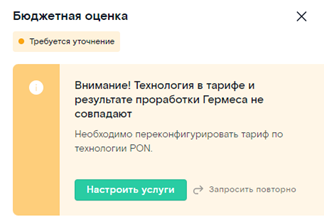 Бюджетная оценка
Требуется уточнение
Внимание! Технология в тарифе и
результате проработки Гермеса не
совпадают
Необходимо переконфигурировать тариф по
технологии PON.
Настроить услуги
Запросить повторно